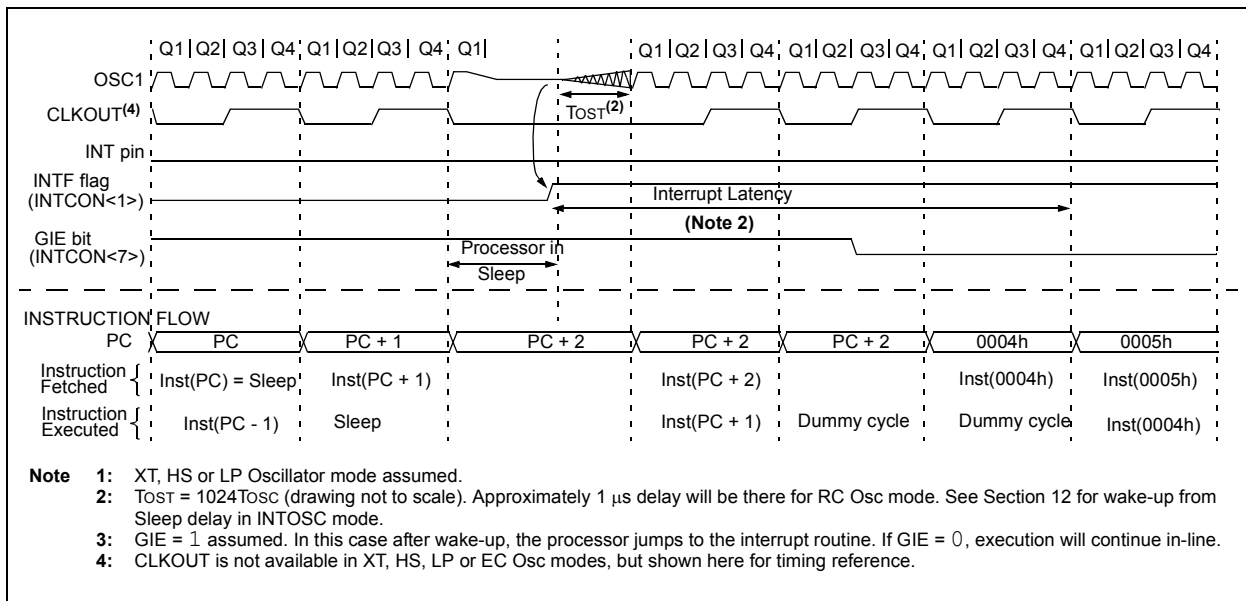 Q1 | Q2 | Q3 | Q4 Q1 | Q2 | Q3 | Q4 Q1 | Q1 | Q2 | Q3 | Q4 Q1 | Q2 | Q3 | Q4 Q1 | Q2 | Q3 | Q4 Q1 | Q2 | Q3 | Q4
OSC1
CLKOUT(4) TOST(2)
INT pin
INTF flag
(INTCON<1>) Interrupt Latency
(Note 2)
GIE bit
(INTCON<7>) Processor in
Sleep
INSTRUCTION FLOW
PC PC PC + 1 PC + 2 PC + 2 PC + 2 0004h 0005h
Instruction
Fetched { Inst(PC) = Sleep Inst(PC + 1) Inst(PC + 2) Inst(0004h) Inst(0005h)
Instruction
Executed { Inst(PC - 1) Sleep Inst(PC + 1) Dummy cycle Dummy cycle Inst(0004h)
Note 1: XT, HS or LP Oscillator mode assumed.
2: TOST = 1024TOSC (drawing not to scale). Approximately 1 μs delay will be there for RC Osc mode. See Section 12 for wake-up from
Sleep delay in INTOSC mode.
3: GIE = 1 assumed. In this case after wake-up, the processor jumps to the interrupt routine. If GIE = 0, execution will continue in-line.
4: CLKOUT is not available in XT, HS, LP or EC Osc modes, but shown here for timing reference.